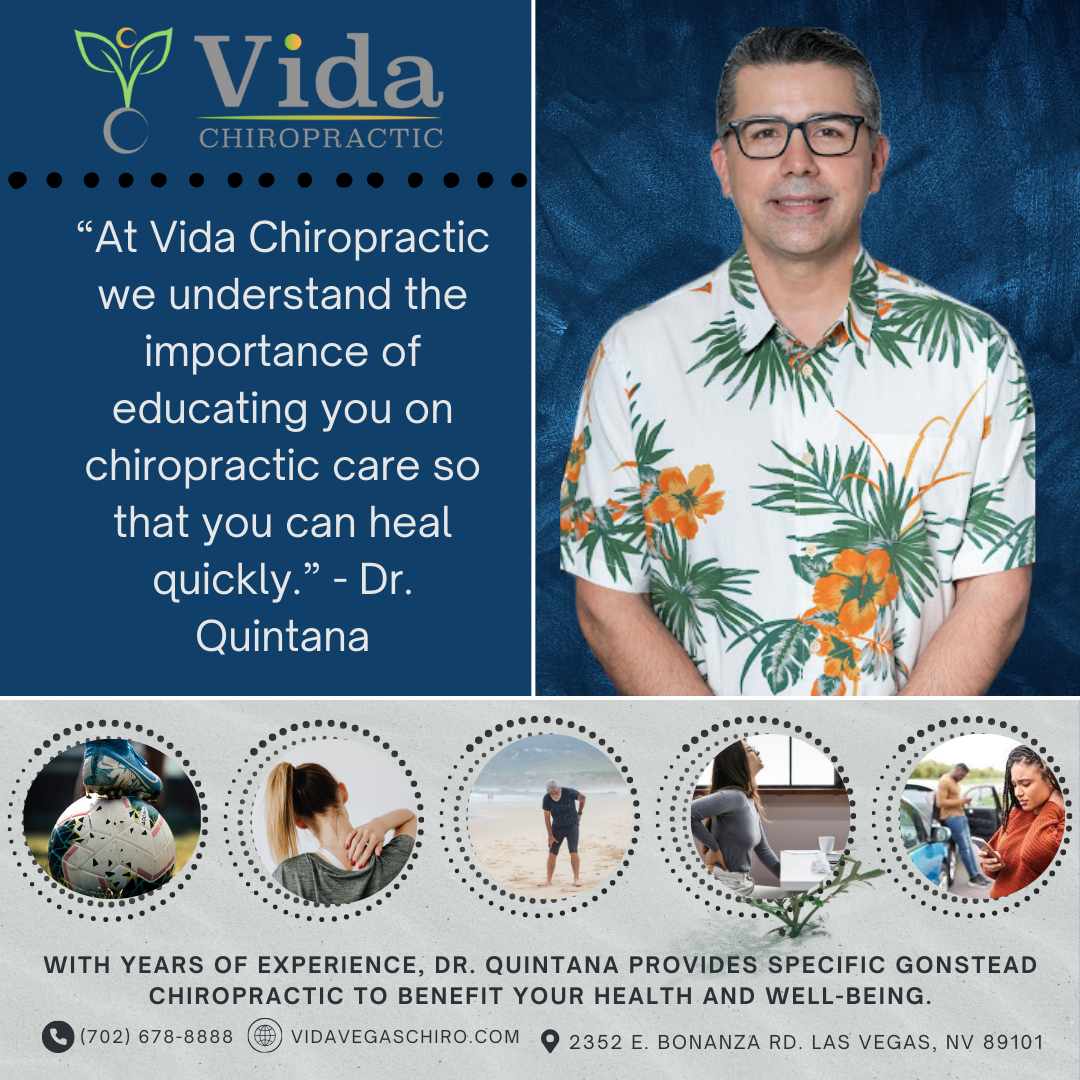 Vida
CHIROPRACTIC
“At Vida Chiropractic
we understand the
importance of
educating you on
chiropractic care so
that you can heal
quickly.” - Dr.
Quintana
WITH YEARS OF EXPERIENCE, DR. QUINTANA PROVIDES SPECIFIC GONSTEAD
CHIROPRACTIC TO BENEFIT YOUR HEALTH AND WELL-BEING.
(702) 678-8888 VIDAVEGASCHIRO.COM 2352 E. BONANZA RD. LAS VEGAS, NV 89101